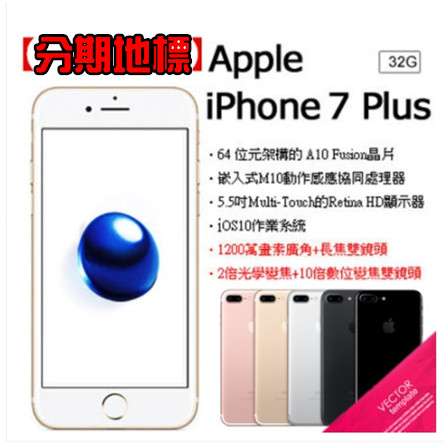 【分期地標】Apple
32G
iPhone 7 Plus
・64 位元架構的 A10 Fusion晶片
・嵌入式M10動作感應協同處理器
・5.5吋Multi-Touch的Retina HD顯示器
・iOS10作業系統
・1200萬畫素廣角+長焦雙鏡頭
・2倍光學變焦+10倍數位變焦雙鏡頭
VECTOR
template